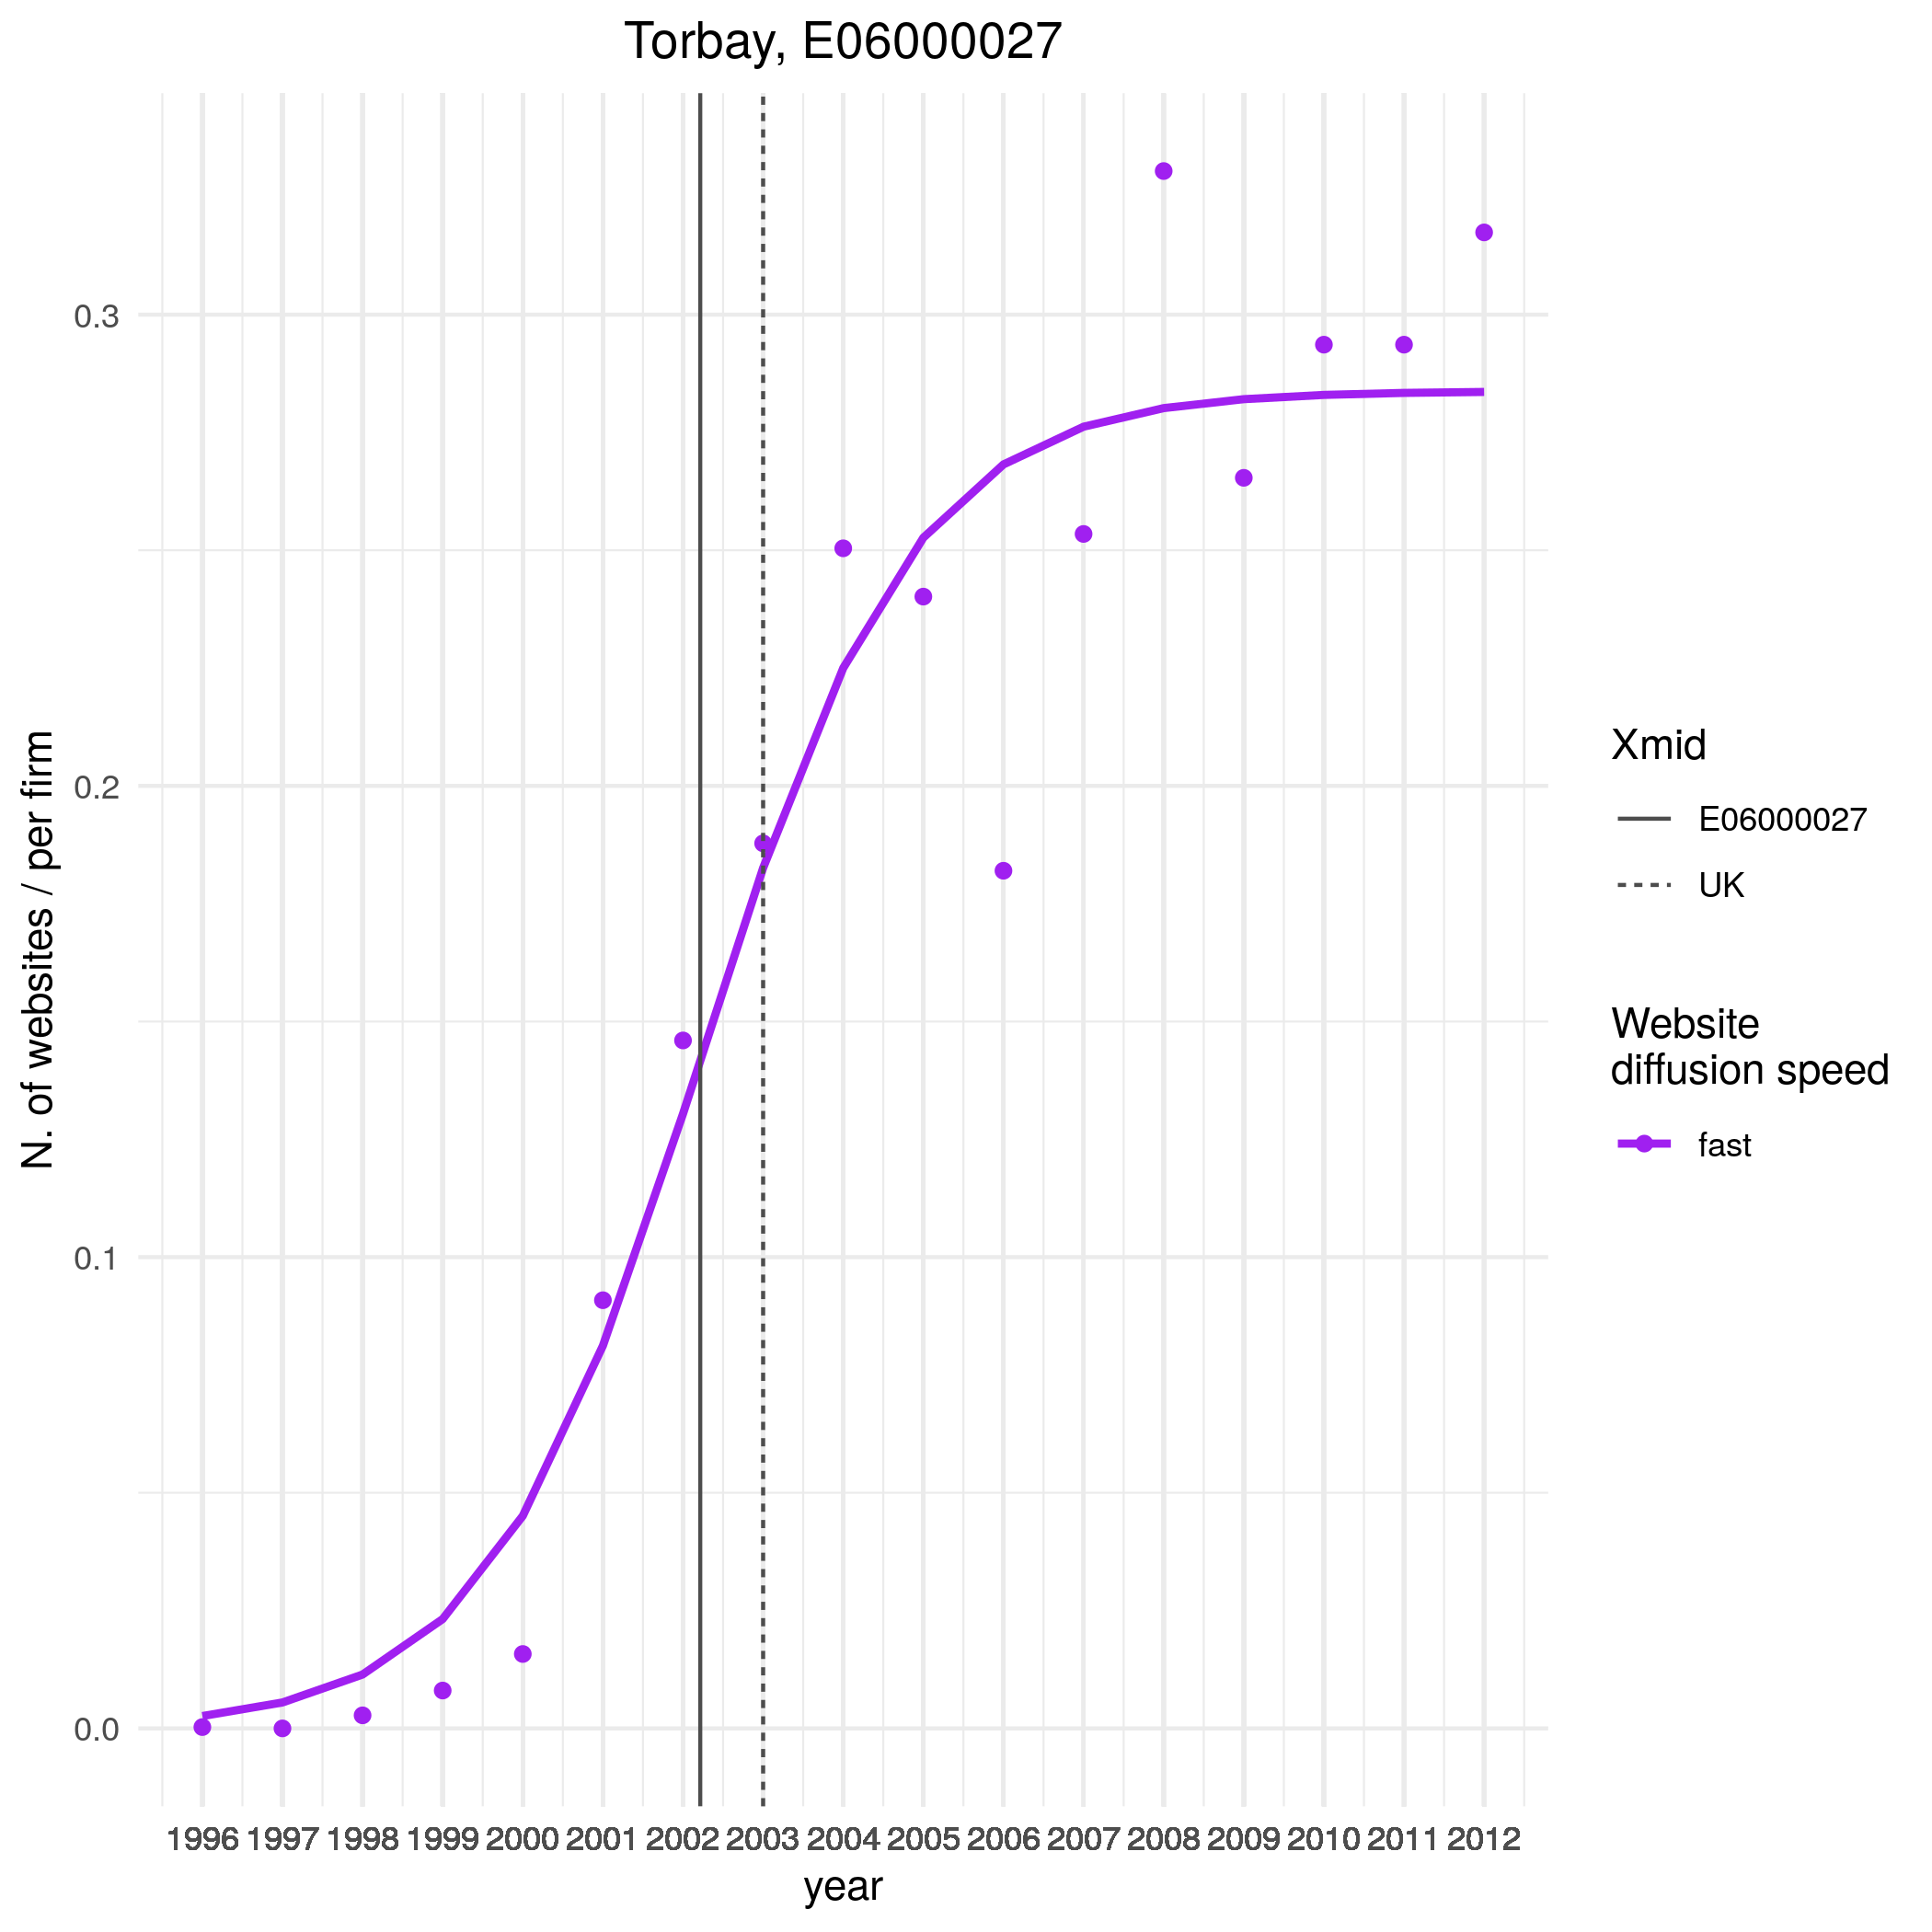 Torbay, E06000027
N. of websites / per firm
0.3
0.2
0.1
0.0
1996 1997 1998 1999 2000 2001 2002 2003 2004 2005 2006 2007 2008 2009 2010 2011 2012
year
Xmid
E06000027
UK
Website
diffusion speed
fast